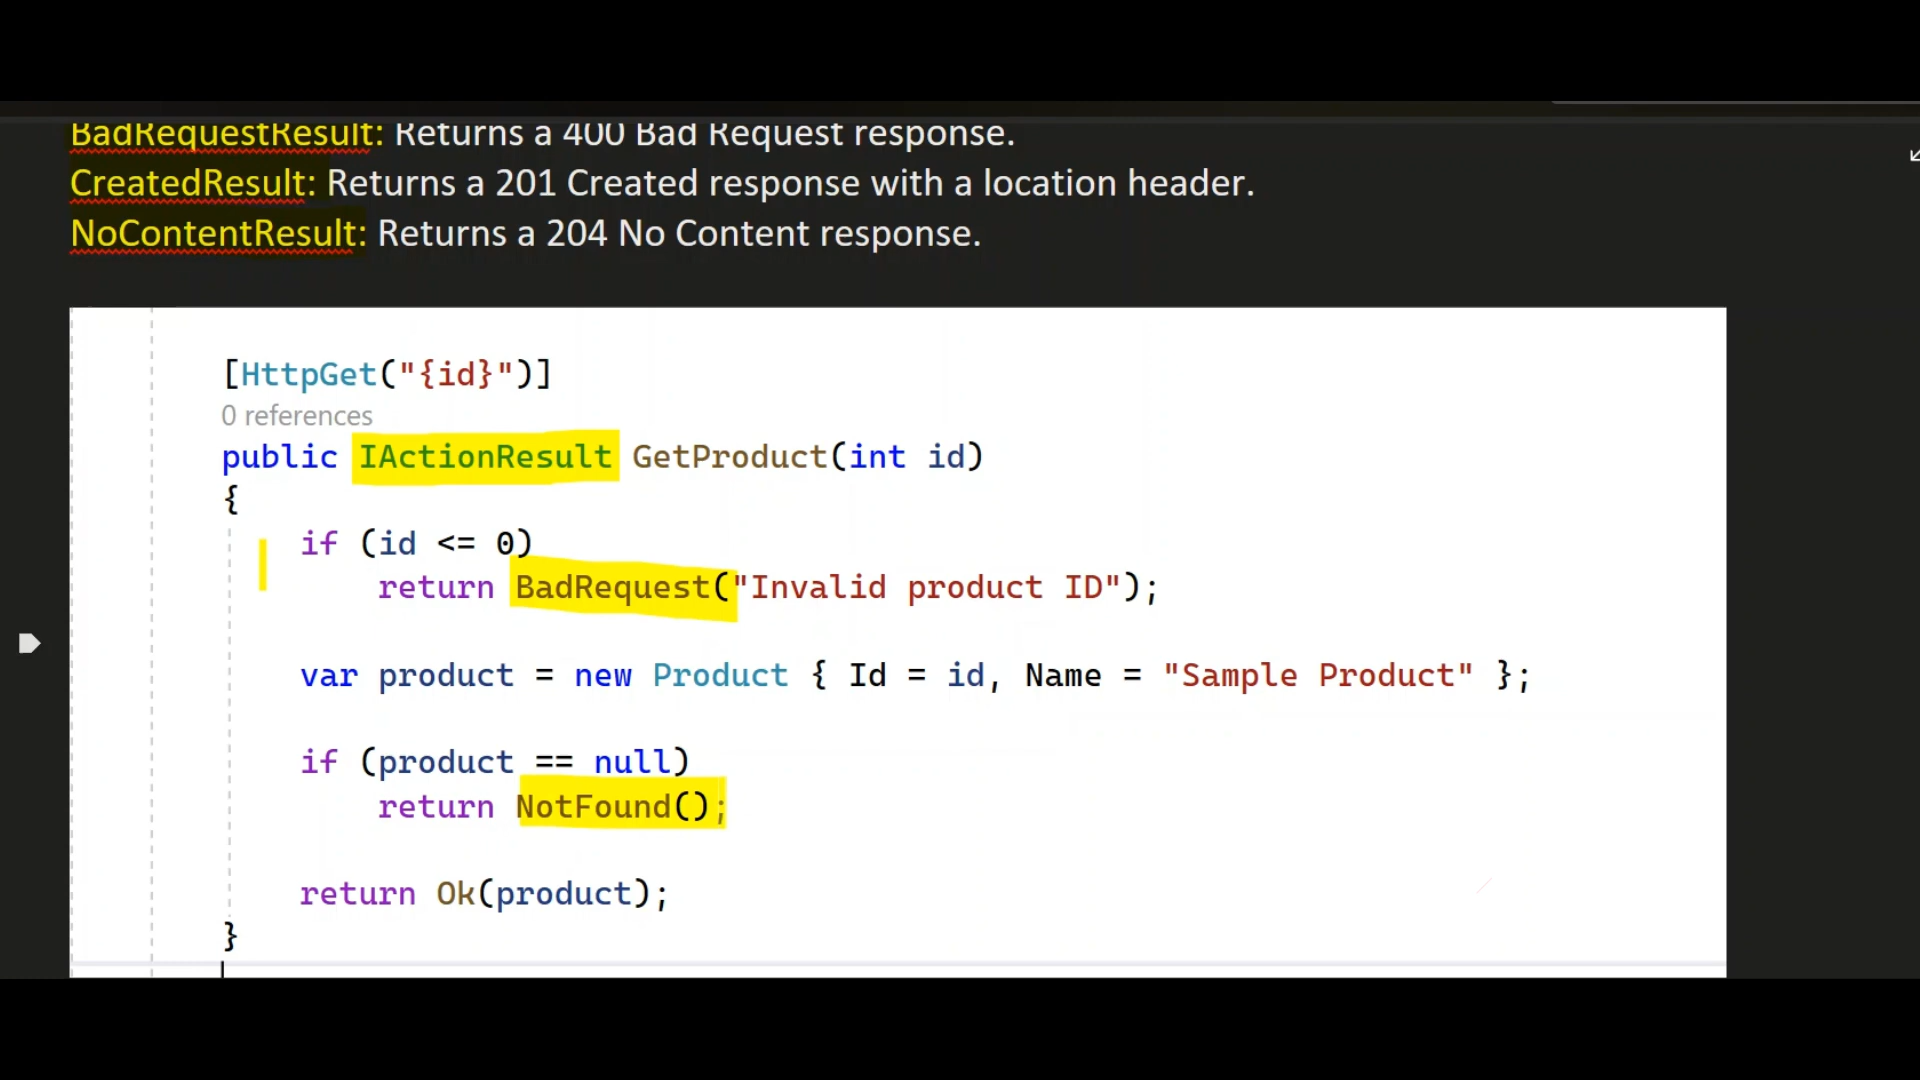 BadRequestResult: Returns a 400 Bad Request response.
CreatedResult: Returns a 201 Created response with a location header.
NoContentResult: Returns a 204 No Content response.
[HttpGet("{id}")]
0 references
public IActionResult GetProduct(int id)
{
if (id <= 0)
return BadRequest("Invalid product ID");
var product = new Product { Id = id, Name = "Sample Product" };
if (product == null)
return NotFound();
return Ok(product);
}